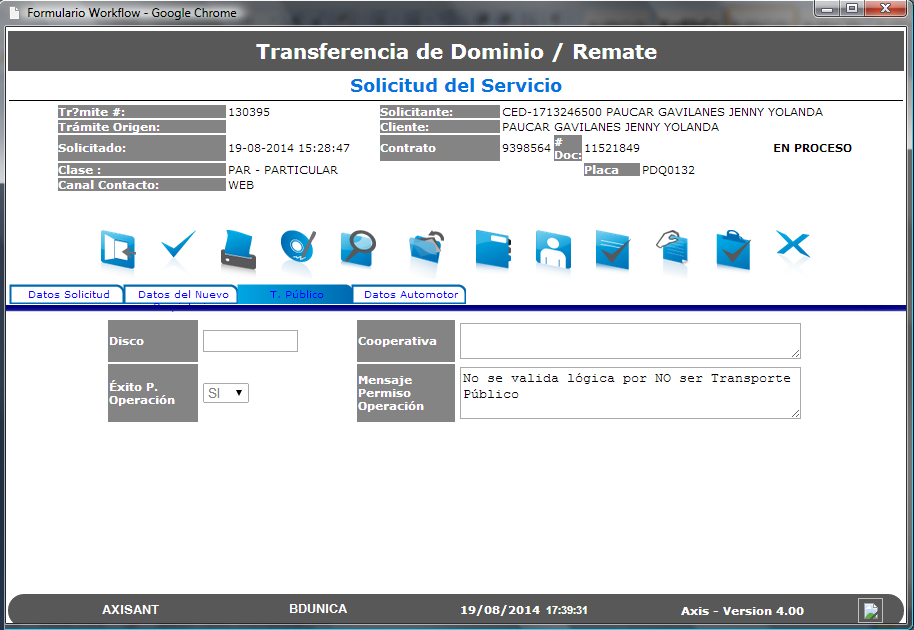 Formulario Workflow - Google Chrome
Transferencia de Dominio / Remate
Solicitud del Servicio
Tr?mite #: 130395 Solicitante: CED-1713246500 PAUCAR GAVILANES JENNY YOLANDA
Trámite Origen: Cliente: PAUCAR GAVILANES JENNY YOLANDA
Solicitado: 19-08-2014 15:28:47 Contrato 9398564 # Doc: 11521849 EN PROCESO
Clase : PAR - PARTICULAR Placa PDQ0132
Canal Contacto: WEB
Datos Solicitud Datos del Nuevo T. Público Datos Automotor
Disco Cooperativa
Éxito P. Operación SI Mensaje Permiso Operación No se valida lógica por NO ser Transporte
Público
AXISANT BDUNICA 19/08/2014 17:39:31 Axis - Version 4.00